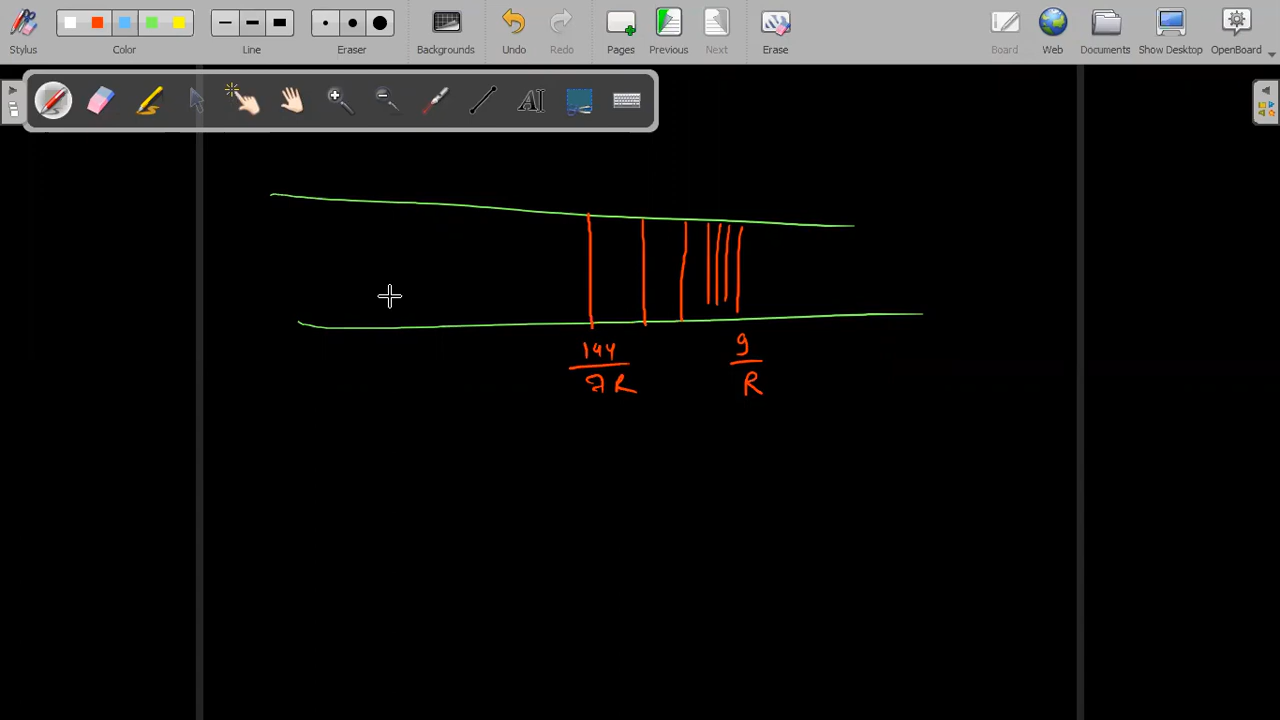 Stylus Color Line Eraser Backgrounds Undo Redo Pages Previous Next Erase Board Web Documents Show Desktop OpenBoard
AI
144 9
7R R